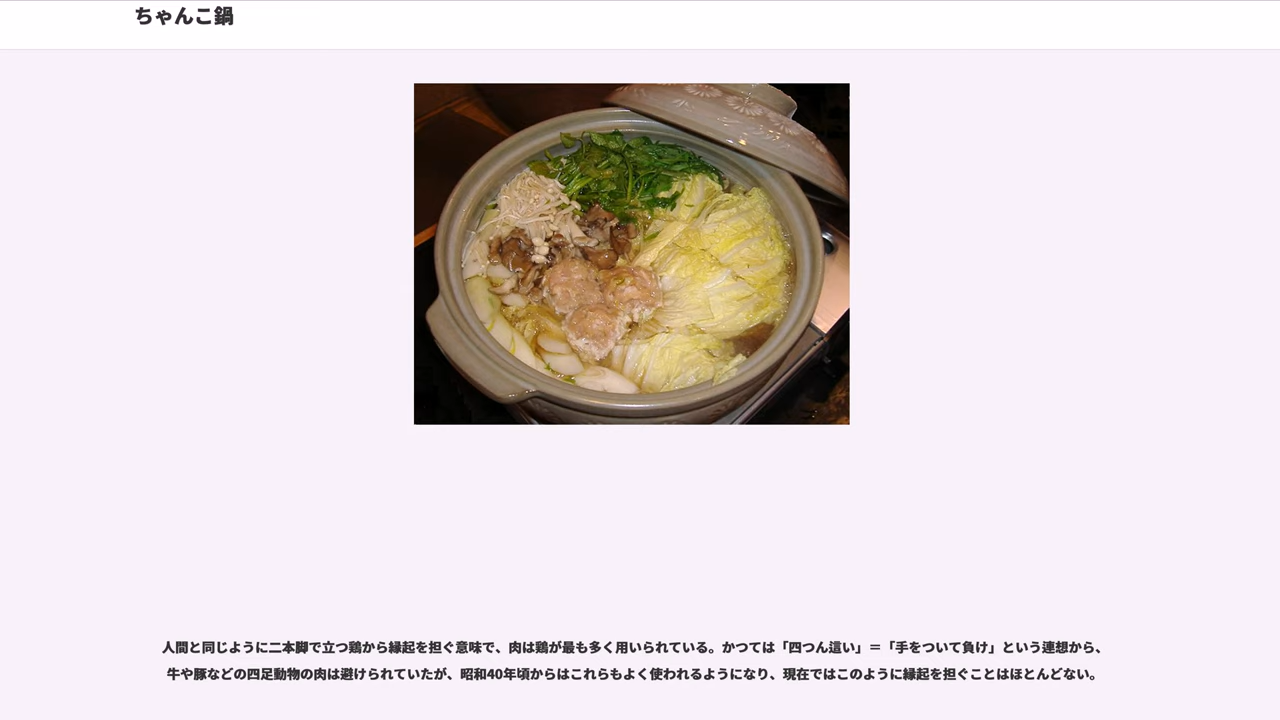 ちゃんこ鍋
人間と同じように二本脚で立つ鶏から縁起を担ぐ意味で、肉は鶏が最も多く用いられている。かつては「四つん這い」＝「手をついて負け」という連想から、
牛や豚などの四足動物の肉は避けられていたが、昭和40年頃からはこれらもよく使われるようになり、現在ではこのように縁起を担ぐことはほとんどない。